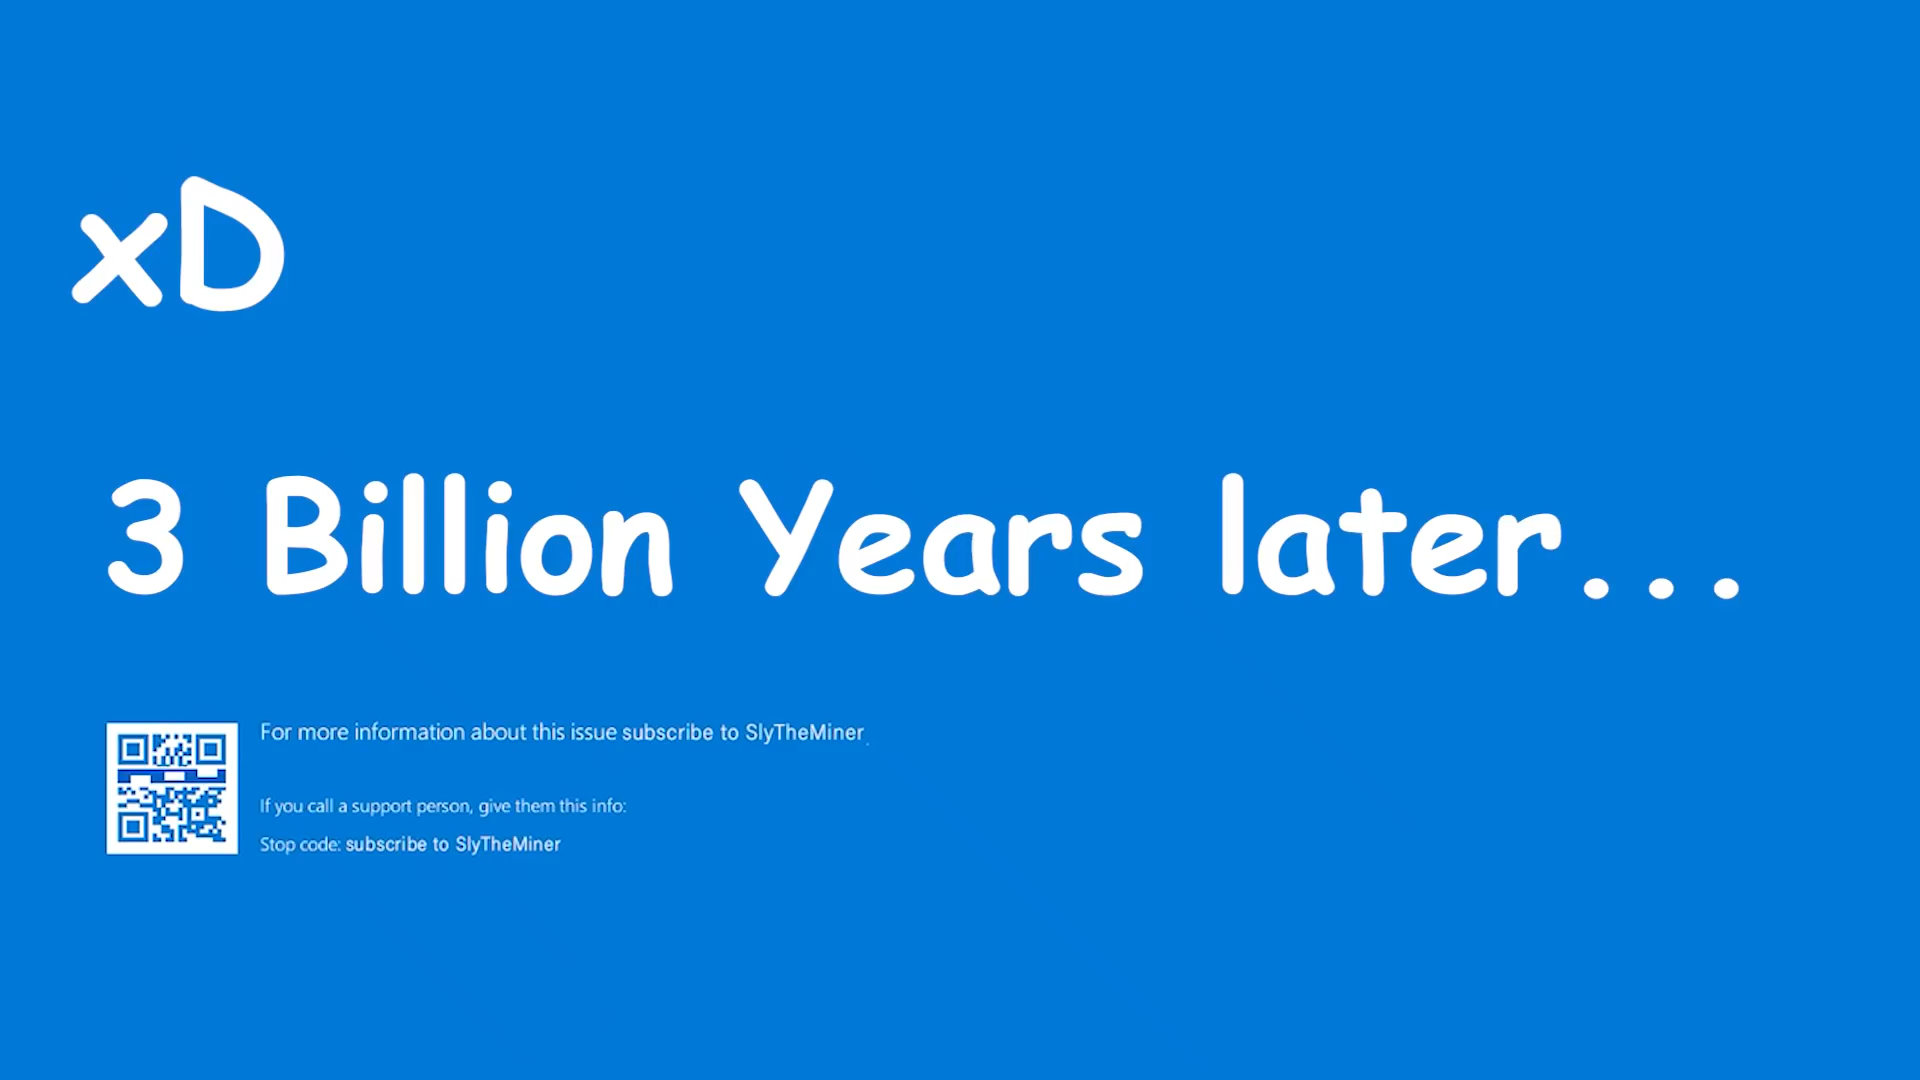 xD
3 Billion Years later...
For more information about this issue subscribe to SlyTheMiner.
If you call a support person, give them this info:
Stop code: subscribe to SlyTheMiner